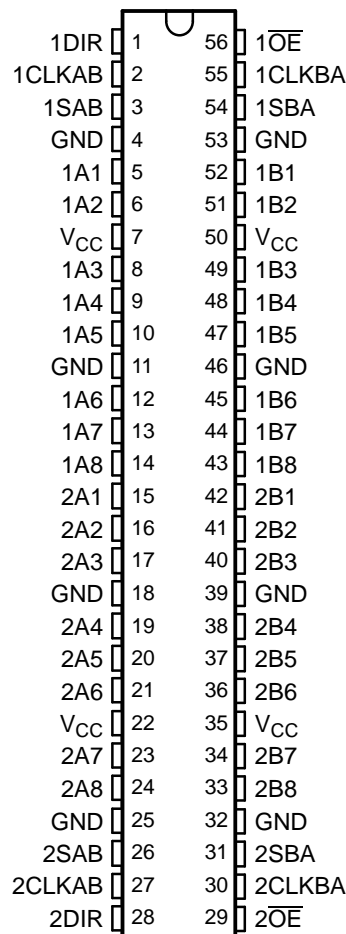 1DIR 1 56 1O̅E̅
1CLKAB 2 55 1CLKBA
1SAB 3 54 1SBA
GND 4 53 GND
1A1 5 52 1B1
1A2 6 51 1B2
VCC 7 50 VCC
1A3 8 49 1B3
1A4 9 48 1B4
1A5 10 47 1B5
GND 11 46 GND
1A6 12 45 1B6
1A7 13 44 1B7
1A8 14 43 1B8
2A1 15 42 2B1
2A2 16 41 2B2
2A3 17 40 2B3
GND 18 39 GND
2A4 19 38 2B4
2A5 20 37 2B5
2A6 21 36 2B6
VCC 22 35 VCC
2A7 23 34 2B7
2A8 24 33 2B8
GND 25 32 GND
2SAB 26 31 2SBA
2CLKAB 27 30 2CLKBA
2DIR 28 29 2O̅E̅